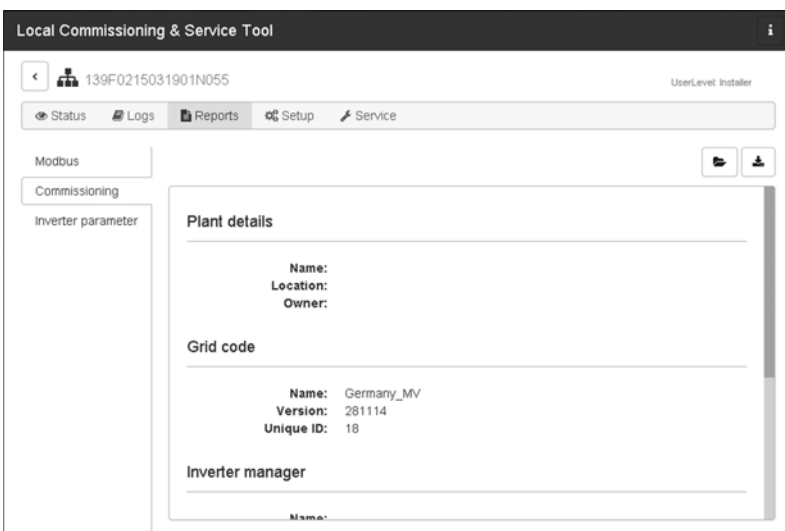 Local Commissioning & Service Tool
i
139F0215031901N055
UserLevel: Installer
Status Logs Reports Setup Service
Modbus
Commissioning
Inverter parameter
Plant details
Name:
Location:
Owner:
Grid code
Name: Germany_MV
Version: 281114
Unique ID: 18
Inverter manager
Name: